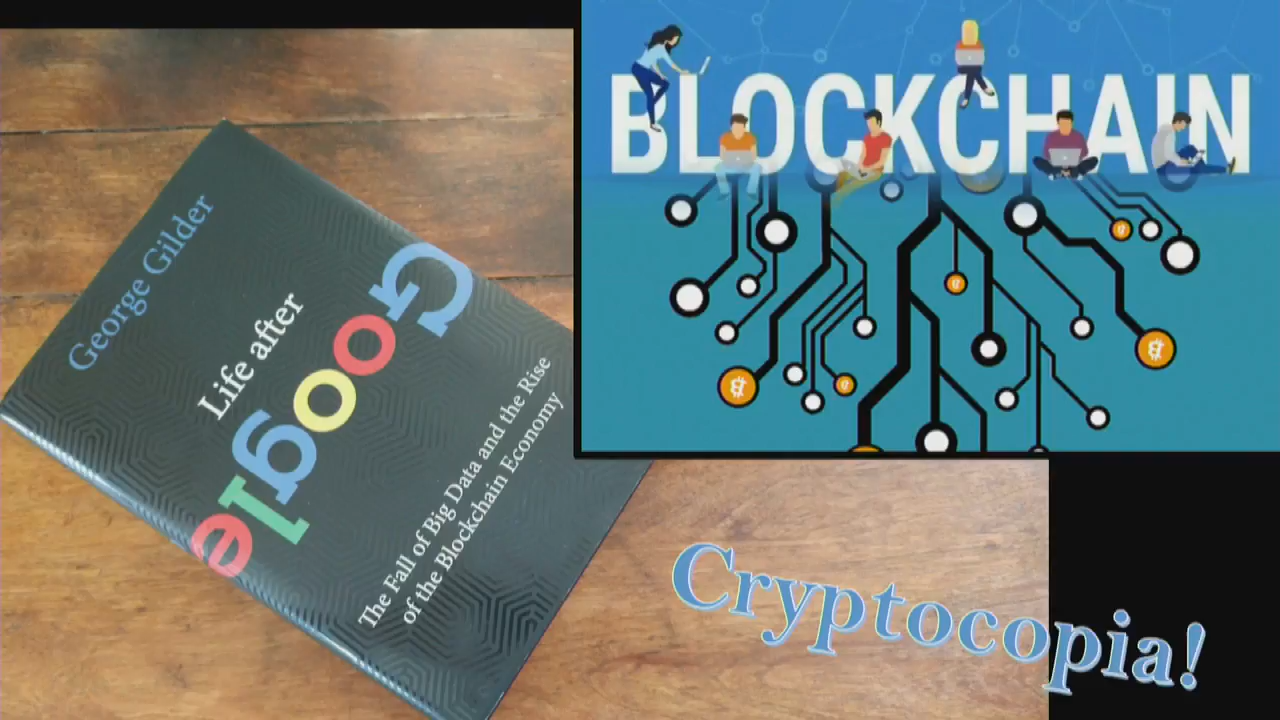 George Gilder
Life after
Google
The Fall of Big Data and the Rise
of the Blockchain Economy
BLOCKCHAIN
Cryptocopia!